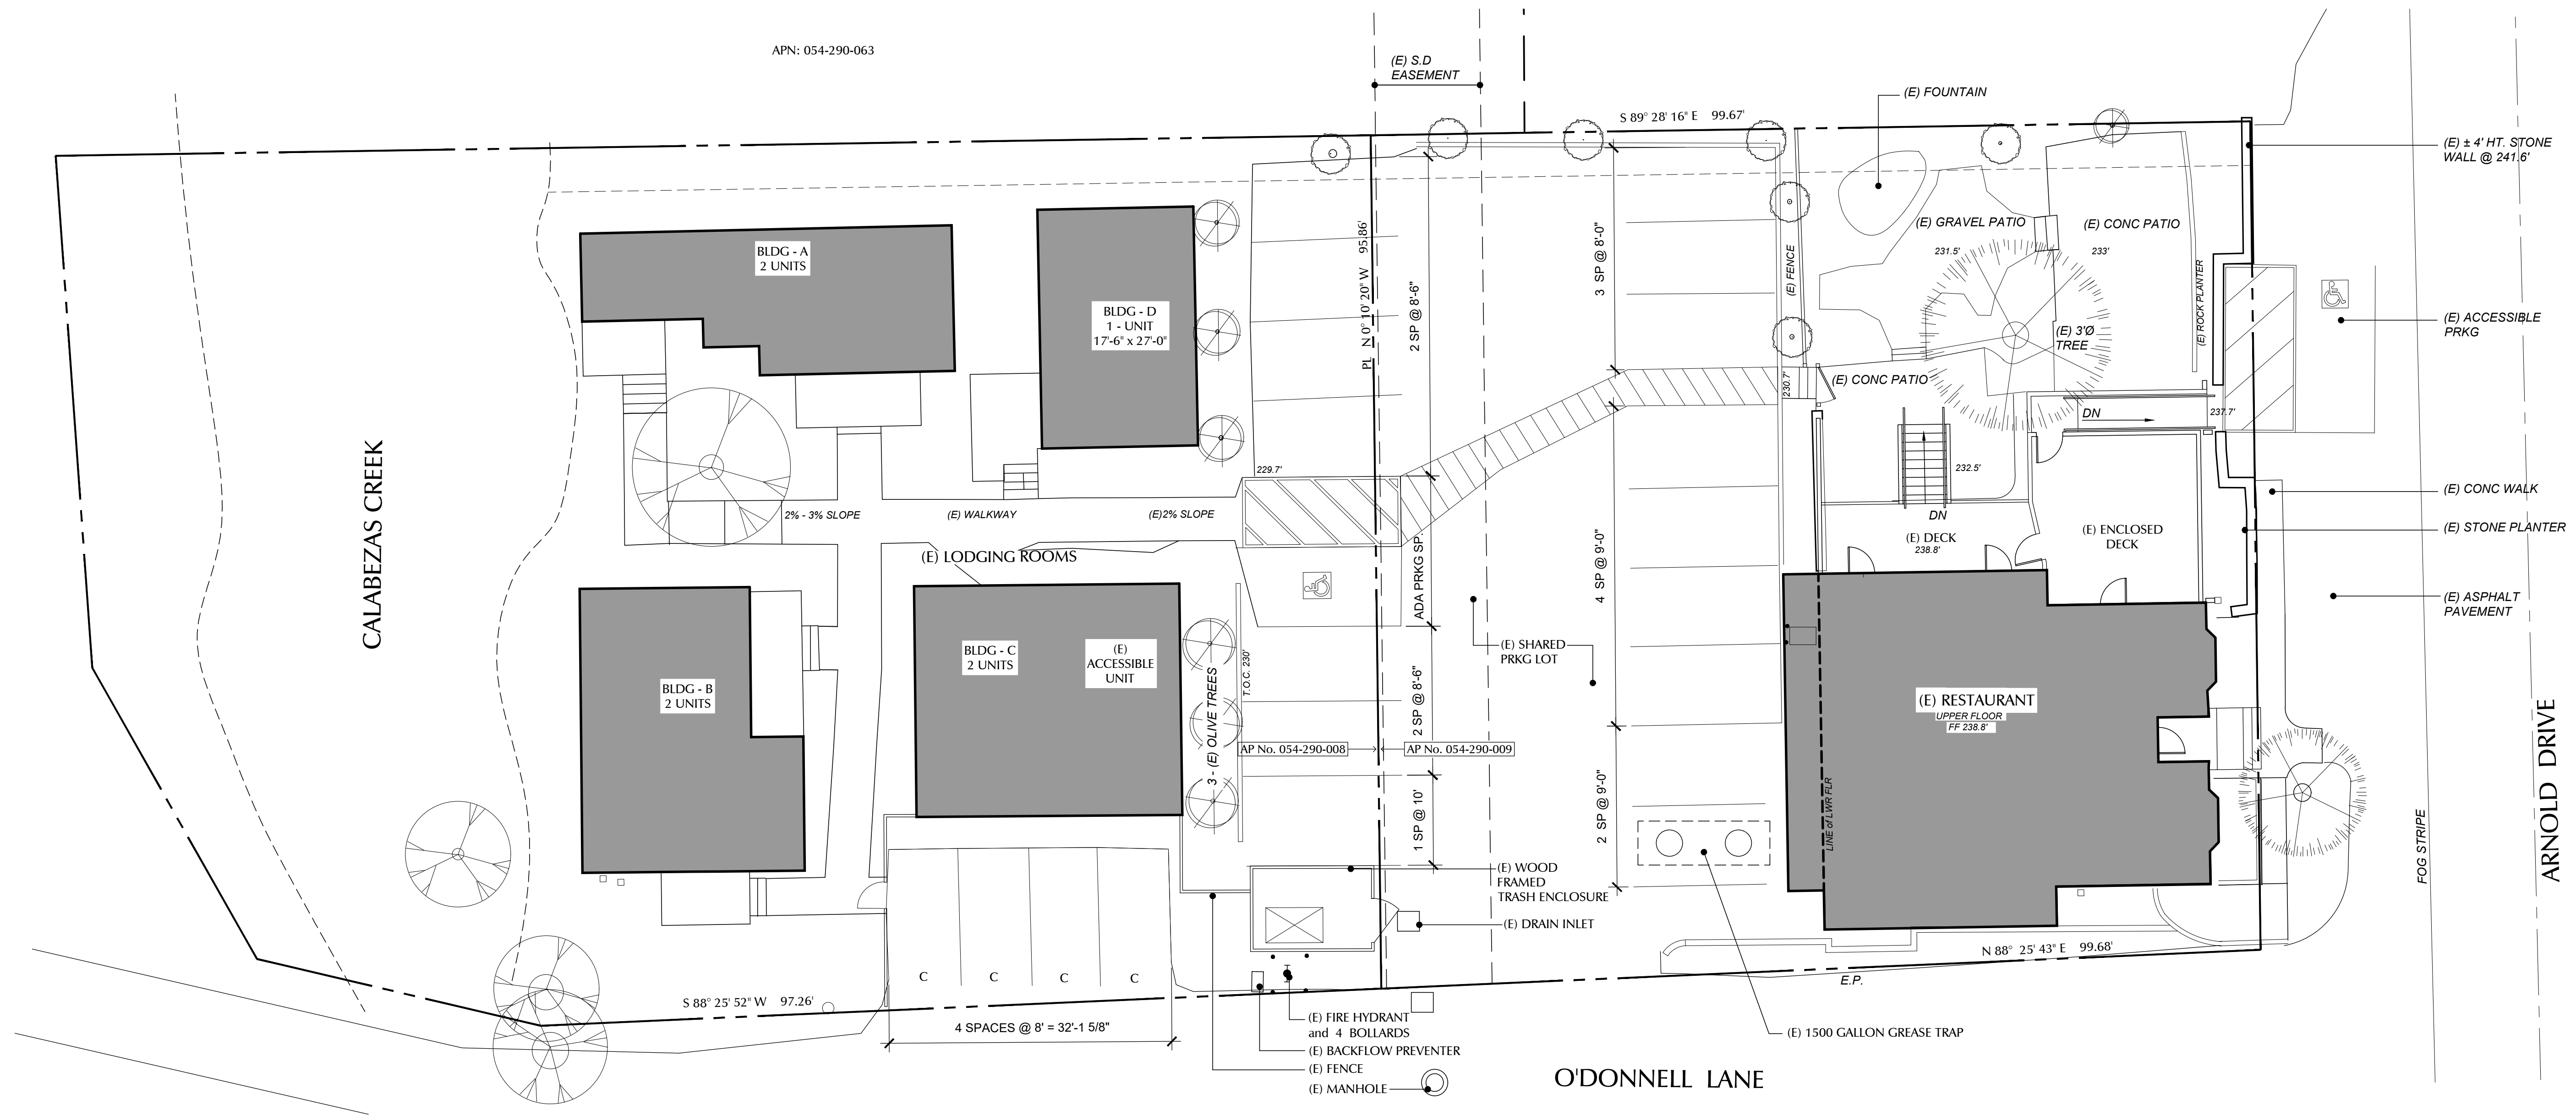 APN: 054-290-063
(E) S.D
EASEMENT
S 89° 28' 16" E    99.67'
(E) FOUNTAIN
(E) ± 4' HT. STONE
WALL @ 241.6'
BLDG - A
2 UNITS
BLDG - D
1 - UNIT
17'-6" x 27'-0"
PL   N 0° 10' 20" W    95.86'
2 SP @ 8'-6"
3  SP @ 8'-0"
(E) FENCE
(E) GRAVEL PATIO
231.5'
(E) CONC PATIO
233'
(E) ROCK PLANTER
(E) 3'Ø
TREE
(E) ACCESSIBLE
PRKG
(E) CONC PATIO
230.7'
DN
237.7'
229.7'
232.5'
DN
CALABEZAS CREEK
2% - 3% SLOPE
(E) WALKWAY
(E)2% SLOPE
(E) LODGING ROOMS
ADA PRKG SP.
4  SP @ 9'-0"
(E) DECK
238.8'
(E) ENCLOSED
DECK
(E) CONC WALK
(E) STONE PLANTER
(E) ASPHALT
PAVEMENT
BLDG - B
2 UNITS
BLDG - C
2 UNITS
(E)
ACCESSIBLE
UNIT
3 - (E) OLIVE TREES
T.O.C. 230'
2 SP @ 8'-6"
(E) SHARED
PRKG LOT
AP No. 054-290-008
AP No. 054-290-009
1 SP @ 10'
2  SP @ 9'-0"
(E) RESTAURANT
UPPER FLOOR
FF 238.8'
LINE of LWR FLR
FOG STRIPE
ARNOLD  DRIVE
(E) WOOD
FRAMED
TRASH ENCLOSURE
(E) DRAIN INLET
C
C
C
C
S 88° 25' 52" W    97.26'
4 SPACES @ 8' = 32'-1 5/8"
N 88°  25' 43" E    99.68'
E.P.
(E) FIRE HYDRANT
and  4  BOLLARDS
(E) BACKFLOW PREVENTER
(E) FENCE
(E) MANHOLE
(E) 1500 GALLON GREASE TRAP
O'DONNELL  LANE